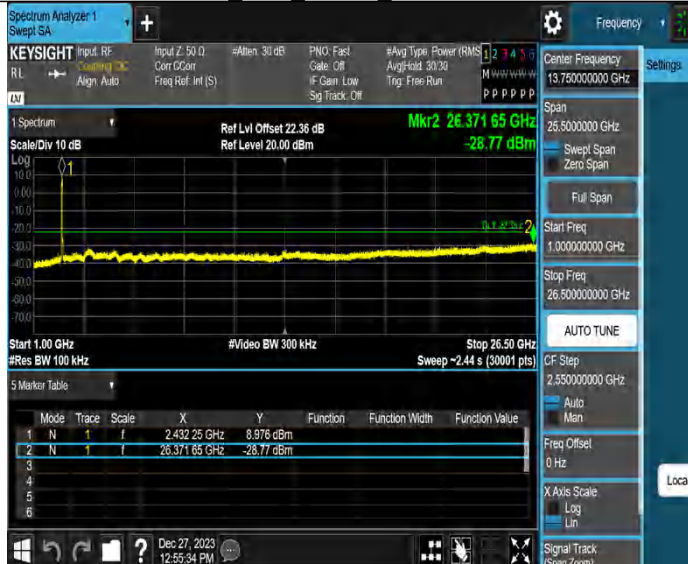 Spectrum Analyzer 1
Swept SA
+
Frequency
KEYSIGHT Input: RF Input Z: 50 Ω #Atten: 30 dB PNO: Fast #Avg Type: Power (RMS 1 2 3 4 5 6
RL Coupling: DC Corr CCorr Gate: Off Avg|Hold: 30/30 M W W W W W
Align: Auto Freq Ref: Int (S) IF Gain: Low Trig: Free Run
Sig Track: Off P P P P P P
1 Spectrum
Scale/Div 10 dB
Ref Lvl Offset 22.36 dB
Ref Level 20.00 dBm
Mkr2 26.371 65 GHz
-28.77 dBm
Log
10.0
0.00
-10.0
-20.0
-30.0
-40.0
-50.0
-60.0
-70.0
1
2
Start 1.00 GHz #Video BW 300 kHz Stop 26.50 GHz
#Res BW 100 kHz Sweep ~2.44 s (30001 pts)
5 Marker Table
Mode Trace Scale X Y Function Function Width Function Value
1 N 1 f 2.432 25 GHz 8.976 dBm
2 N 1 f 26.371 65 GHz -28.77 dBm
3
4
5
6
?
Dec 27, 2023
12:55:34 PM
Center Frequency
13.750000000 GHz
Settings
Span
25.5000000 GHz
Swept Span
Zero Span
Full Span
Start Freq
1.000000000 GHz
Stop Freq
26.500000000 GHz
AUTO TUNE
CF Step
2.550000000 GHz
Auto
Man
Freq Offset
0 Hz
X Axis Scale
Log
Lin
Local
Signal Track
(Span Zoom)